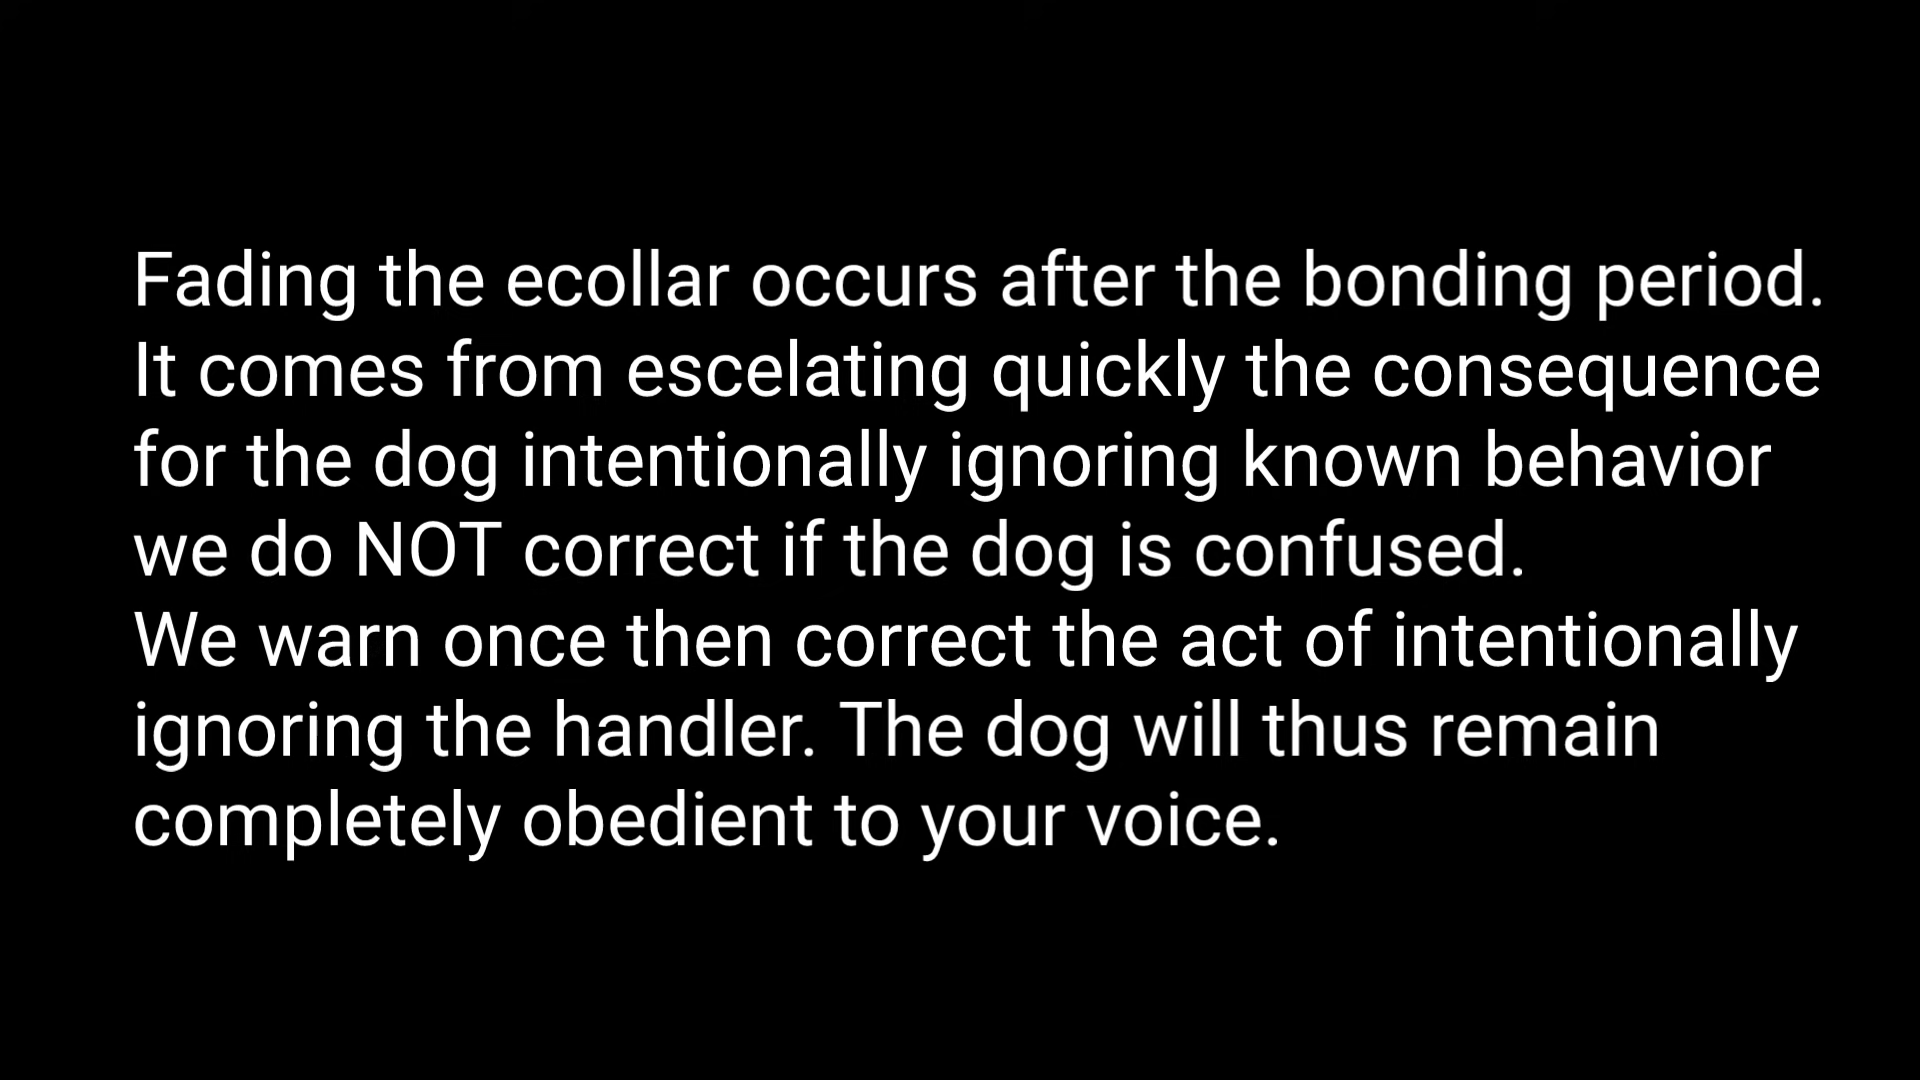 Fading the ecollar occurs after the bonding period.
It comes from escelating quickly the consequence
for the dog intentionally ignoring known behavior
we do NOT correct if the dog is confused.
We warn once then correct the act of intentionally
ignoring the handler. The dog will thus remain
completely obedient to your voice.